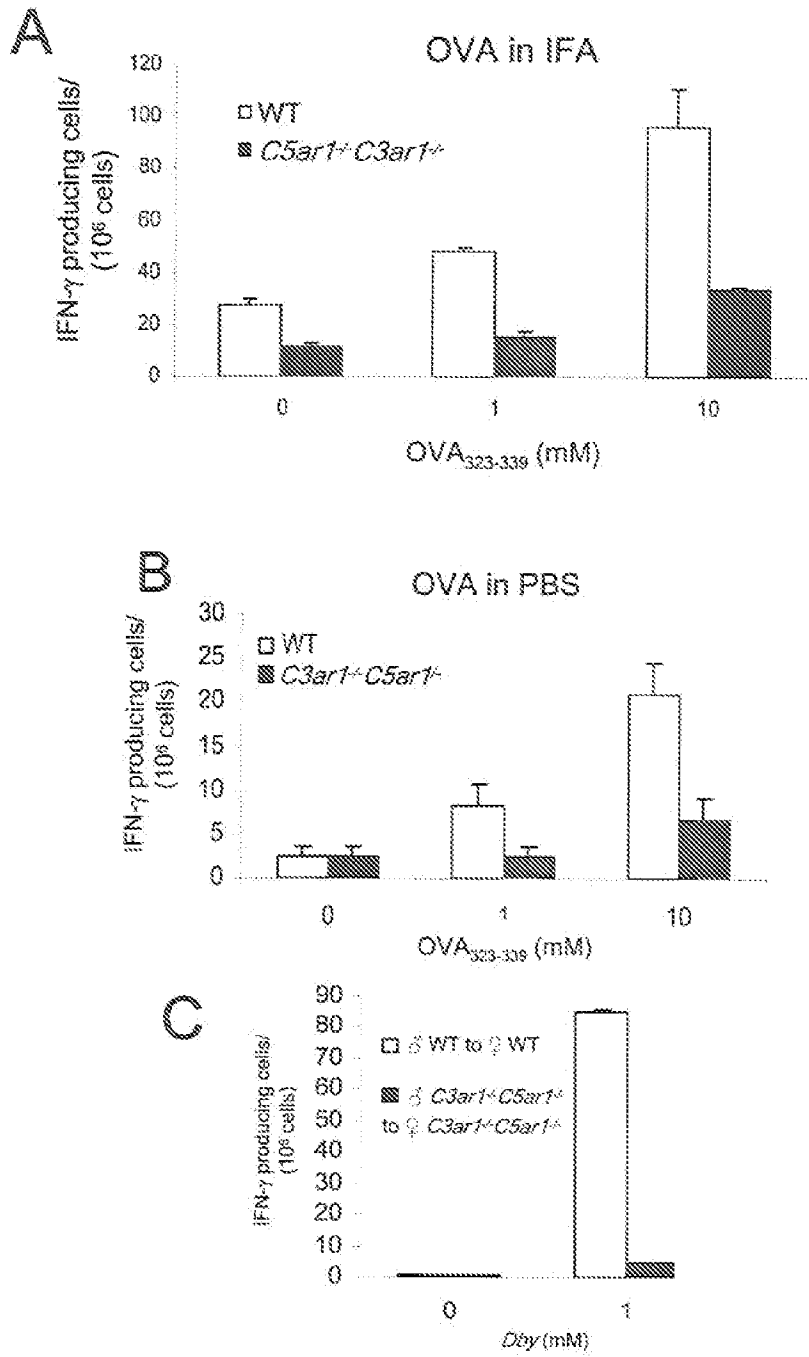 A
OVA in IFA
IFN-γ producing cells/
(10⁶ cells)
120
100
80
60
40
20
0
WT
C5ar1-/- C3ar1-/-
0
1
10
OVA323-339 (mM)
B
OVA in PBS
IFN-γ producing cells/
(10⁶ cells)
30
25
20
15
10
5
0
WT
C3ar1-/- C5ar1-/-
0
1
10
OVA323-339 (mM)
C
IFN-γ producing cells/
(10⁶ cells)
90
80
70
60
50
40
30
20
10
0
♂ WT to ♀ WT
♂ C3ar1-/-C5ar1-/-
to ♀ C3ar1-/-C5ar1-/-
0
1
Dby (mM)